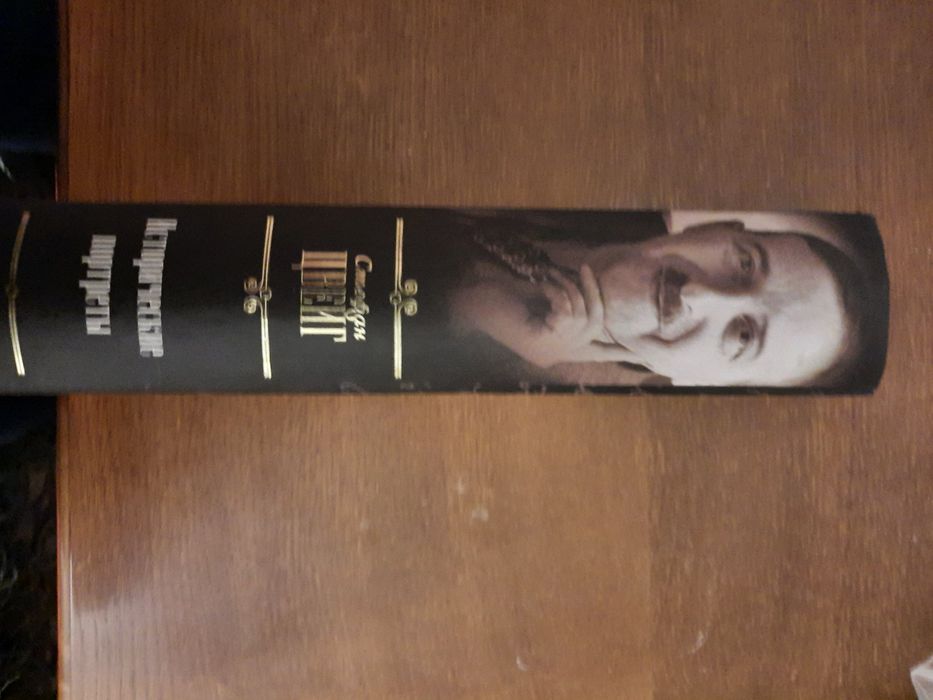 Стефан
ЦВЕЙГ
Исторические
портреты